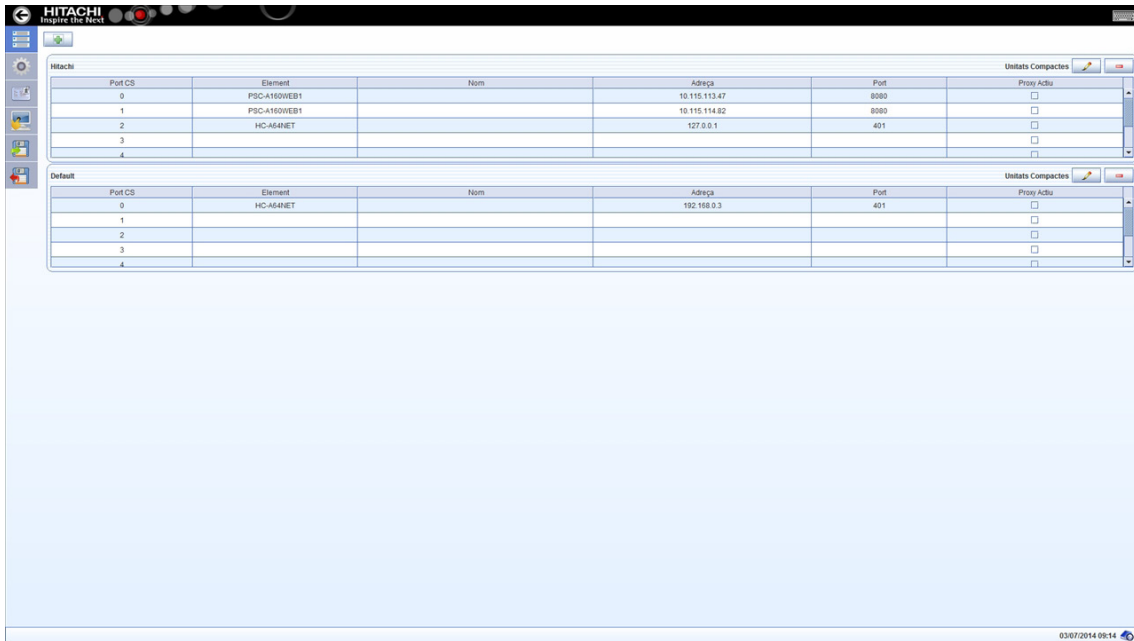 HITACHI
Inspire the Next
Hitachi Unitats Compactes
Port CS Element Nom Adreça Port Proxy Actiu
0 PSC-A160WEB1 10.115.113.47 8080
1 PSC-A160WEB1 10.115.114.82 8080
2 HC-A64NET 127.0.0.1 401
3
4
Default Unitats Compactes
Port CS Element Nom Adreça Port Proxy Actiu
0 HC-A64NET 192.168.0.3 401
1
2
3
4
03/07/2014 09:14